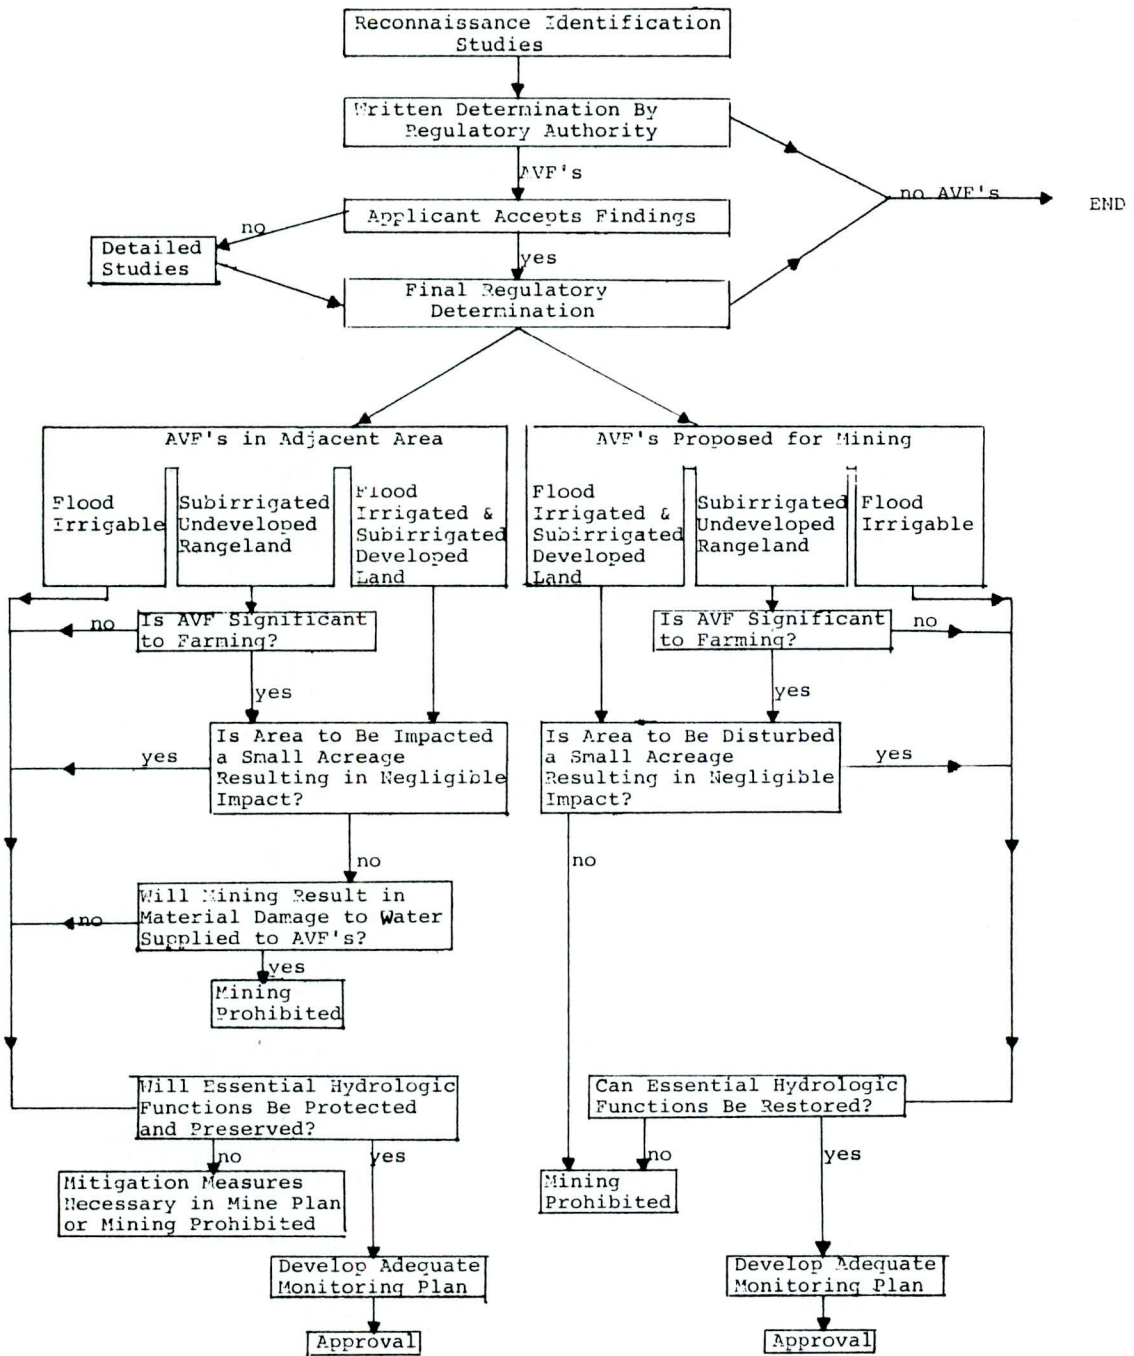 Reconnaissance Identification
Studies
Written Determination By
Regulatory Authority
AVF's
no AVF's
END
Applicant Accepts Findings
no
Detailed
Studies
yes
Final Regulatory
Determination
AVF's in Adjacent Area
Flood
Irrigable
Subirrigated
Undeveloped
Rangeland
Flood
Irrigated &
Subirrigated
Developed
Land
AVF's Proposed for Mining
Flood
Irrigated &
Subirrigated
Developed
Land
Subirrigated
Undeveloped
Rangeland
Flood
Irrigable
no
Is AVF Significant
to Farming?
yes
Is AVF Significant
to Farming?
no
yes
yes
Is Area to Be Impacted
a Small Acreage
Resulting in Negligible
Impact?
no
Is Area to Be Disturbed
a Small Acreage
Resulting in Negligible
Impact?
yes
no
no
Will Mining Result in
Material Damage to Water
Supplied to AVF's?
yes
Mining
Prohibited
Will Essential Hydrologic
Functions Be Protected
and Preserved?
no
yes
Mitigation Measures
Necessary in Mine Plan
or Mining Prohibited
Develop Adequate
Monitoring Plan
Approval
Can Essential Hydrologic
Functions Be Restored?
no
yes
Mining
Prohibited
Develop Adequate
Monitoring Plan
Approval